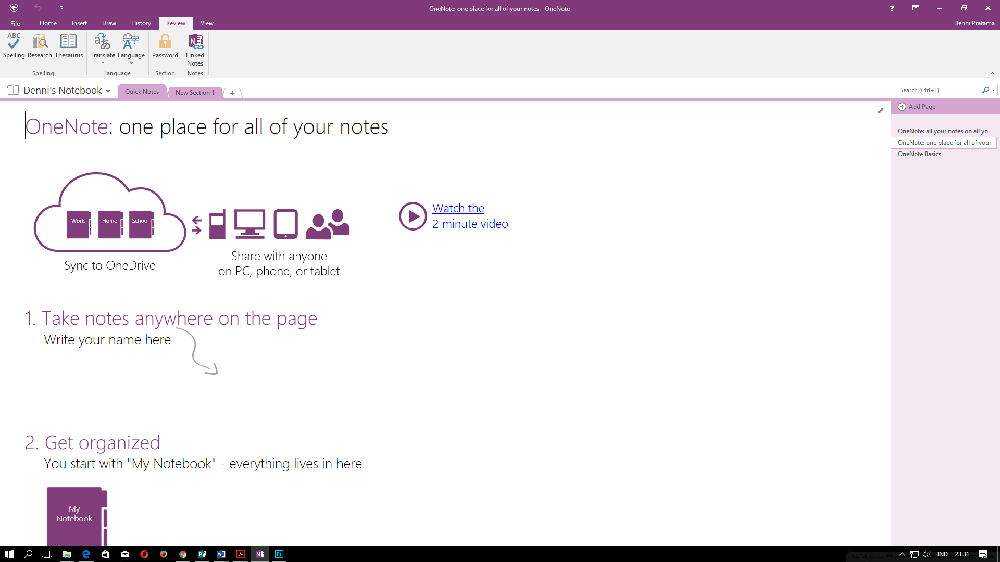 OneNote: one place for all of your notes - OneNote
?
File Home Insert Draw History Review View
Denni Pratama
ABC
Spelling Research Thesaurus Translate Language Password Linked Notes
Spelling Language Section Notes
Denni's Notebook Quick Notes New Section 1 +
Search (Ctrl+E)
Add Page
OneNote: all your notes on all yo
OneNote: one place for all of your
OneNote Basics
OneNote: one place for all of your notes
Work Home School
Sync to OneDrive
Share with anyone
on PC, phone, or tablet
Watch the
2 minute video
1. Take notes anywhere on the page
Write your name here
2. Get organized
You start with "My Notebook" - everything lives in here
My
Notebook
IND 23.31